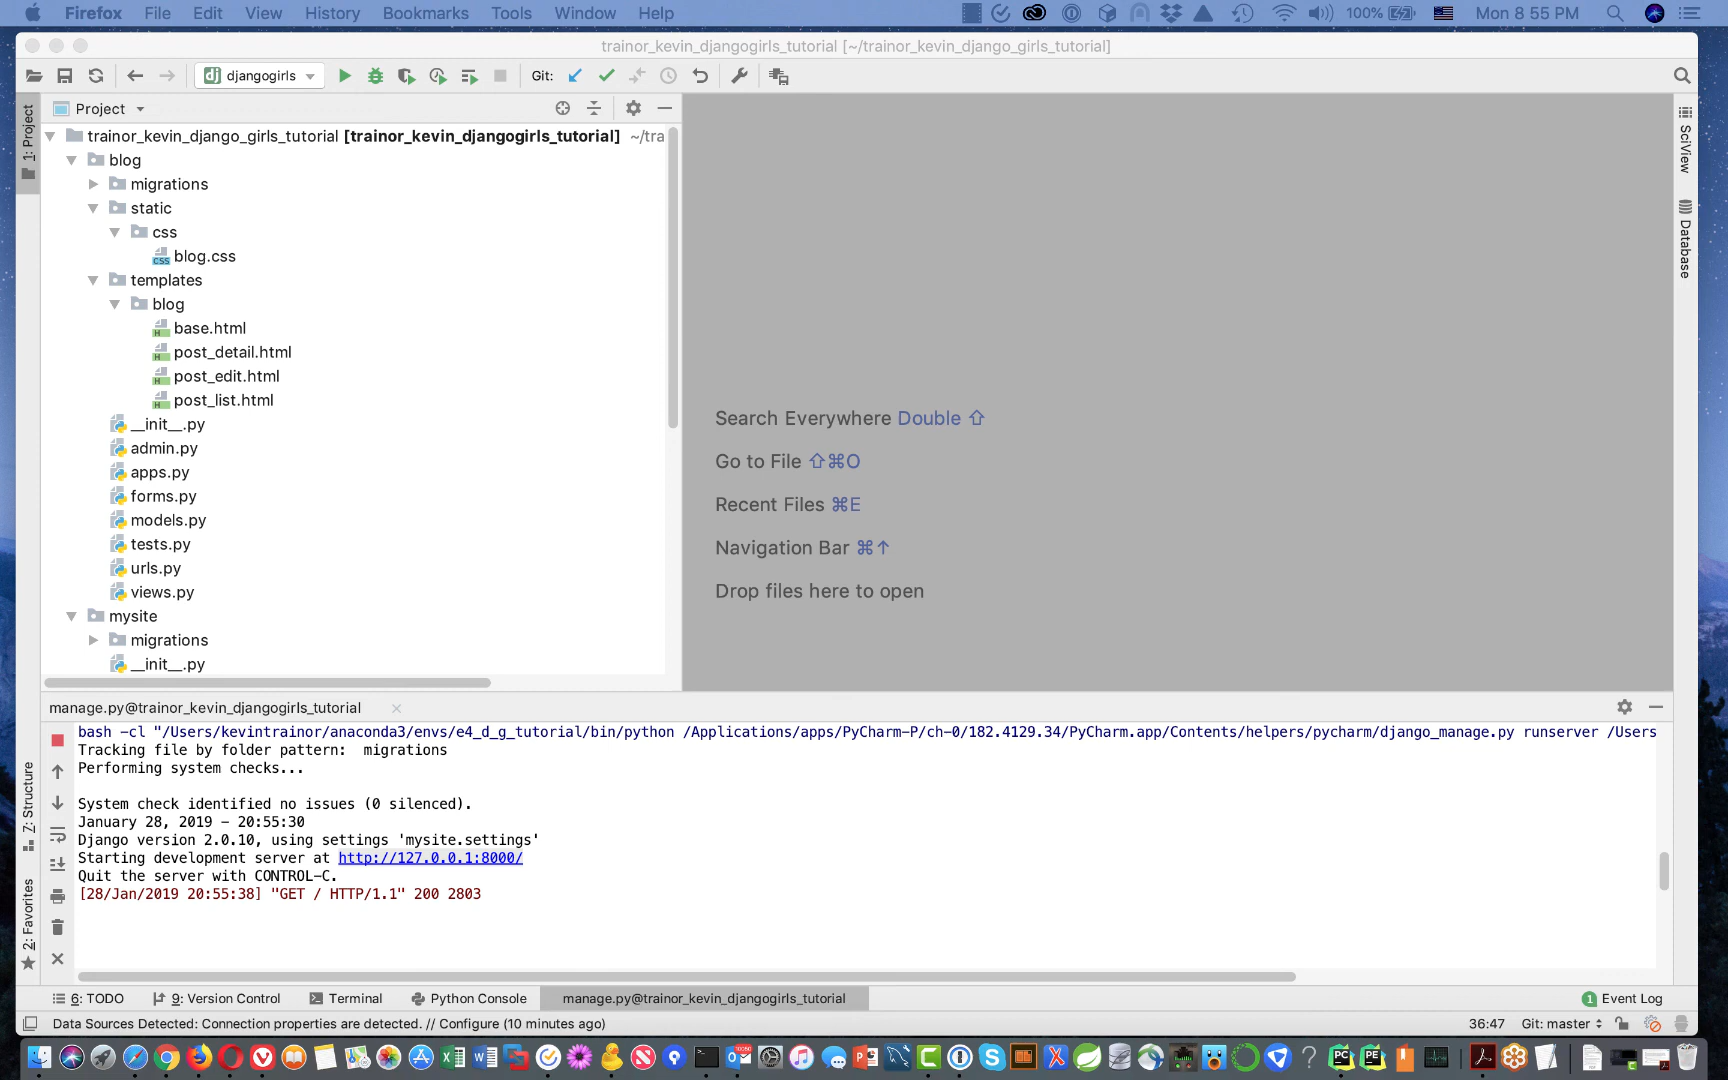 Firefox File Edit View History Bookmarks Tools Window Help 100% Mon 8 55 PM
trainor_kevin_djangogirls_tutorial [~/trainor_kevin_django_girls_tutorial]
djangogirls Git:
Project
1: Project
trainor_kevin_django_girls_tutorial [trainor_kevin_djangogirls_tutorial] ~/tra
blog
migrations
static
css
blog.css
templates
blog
base.html
post_detail.html
post_edit.html
post_list.html
__init__.py
admin.py
apps.py
forms.py
models.py
tests.py
urls.py
views.py
mysite
migrations
__init__.py
Search Everywhere Double ⇧
Go to File ⇧⌘O
Recent Files ⌘E
Navigation Bar ⌘↑
Drop files here to open
SciView
Database
manage.py@trainor_kevin_djangogirls_tutorial
bash -cl "/Users/kevintrainor/anaconda3/envs/e4_d_g_tutorial/bin/python /Applications/apps/PyCharm-P/ch-0/182.4129.34/PyCharm.app/Contents/helpers/pycharm/django_manage.py runserver /Users
Tracking file by folder pattern:  migrations
Performing system checks...
System check identified no issues (0 silenced).
January 28, 2019 - 20:55:30
Django version 2.0.10, using settings 'mysite.settings'
Starting development server at http://127.0.0.1:8000/
Quit the server with CONTROL-C.
[28/Jan/2019 20:55:38] "GET / HTTP/1.1" 200 2803
7: Structure
2: Favorites
6: TODO 9: Version Control Terminal Python Console manage.py@trainor_kevin_djangogirls_tutorial 1 Event Log
Data Sources Detected: Connection properties are detected. // Configure (10 minutes ago) 36:47 Git: master